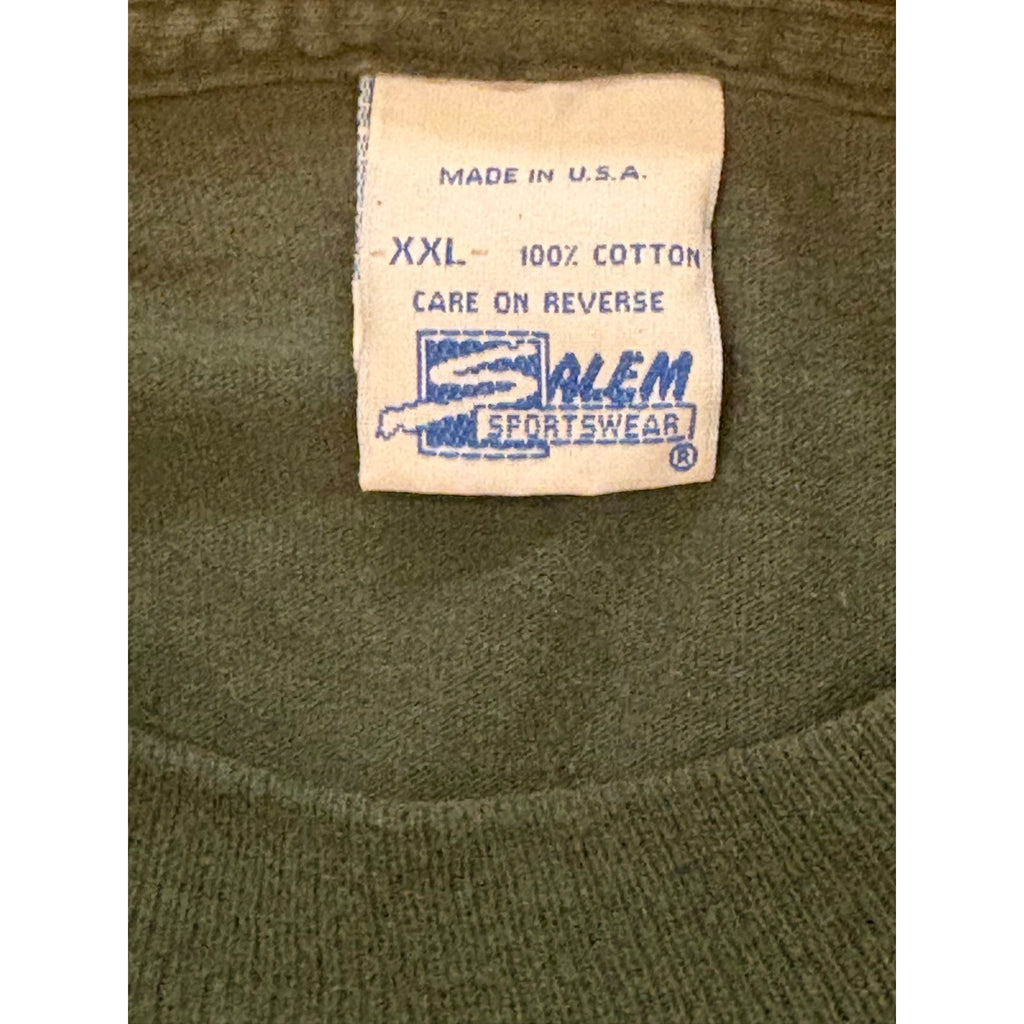 MADE IN U.S.A.
-XXL- 100% COTTON
CARE ON REVERSE
SALEM
SPORTSWEAR
®